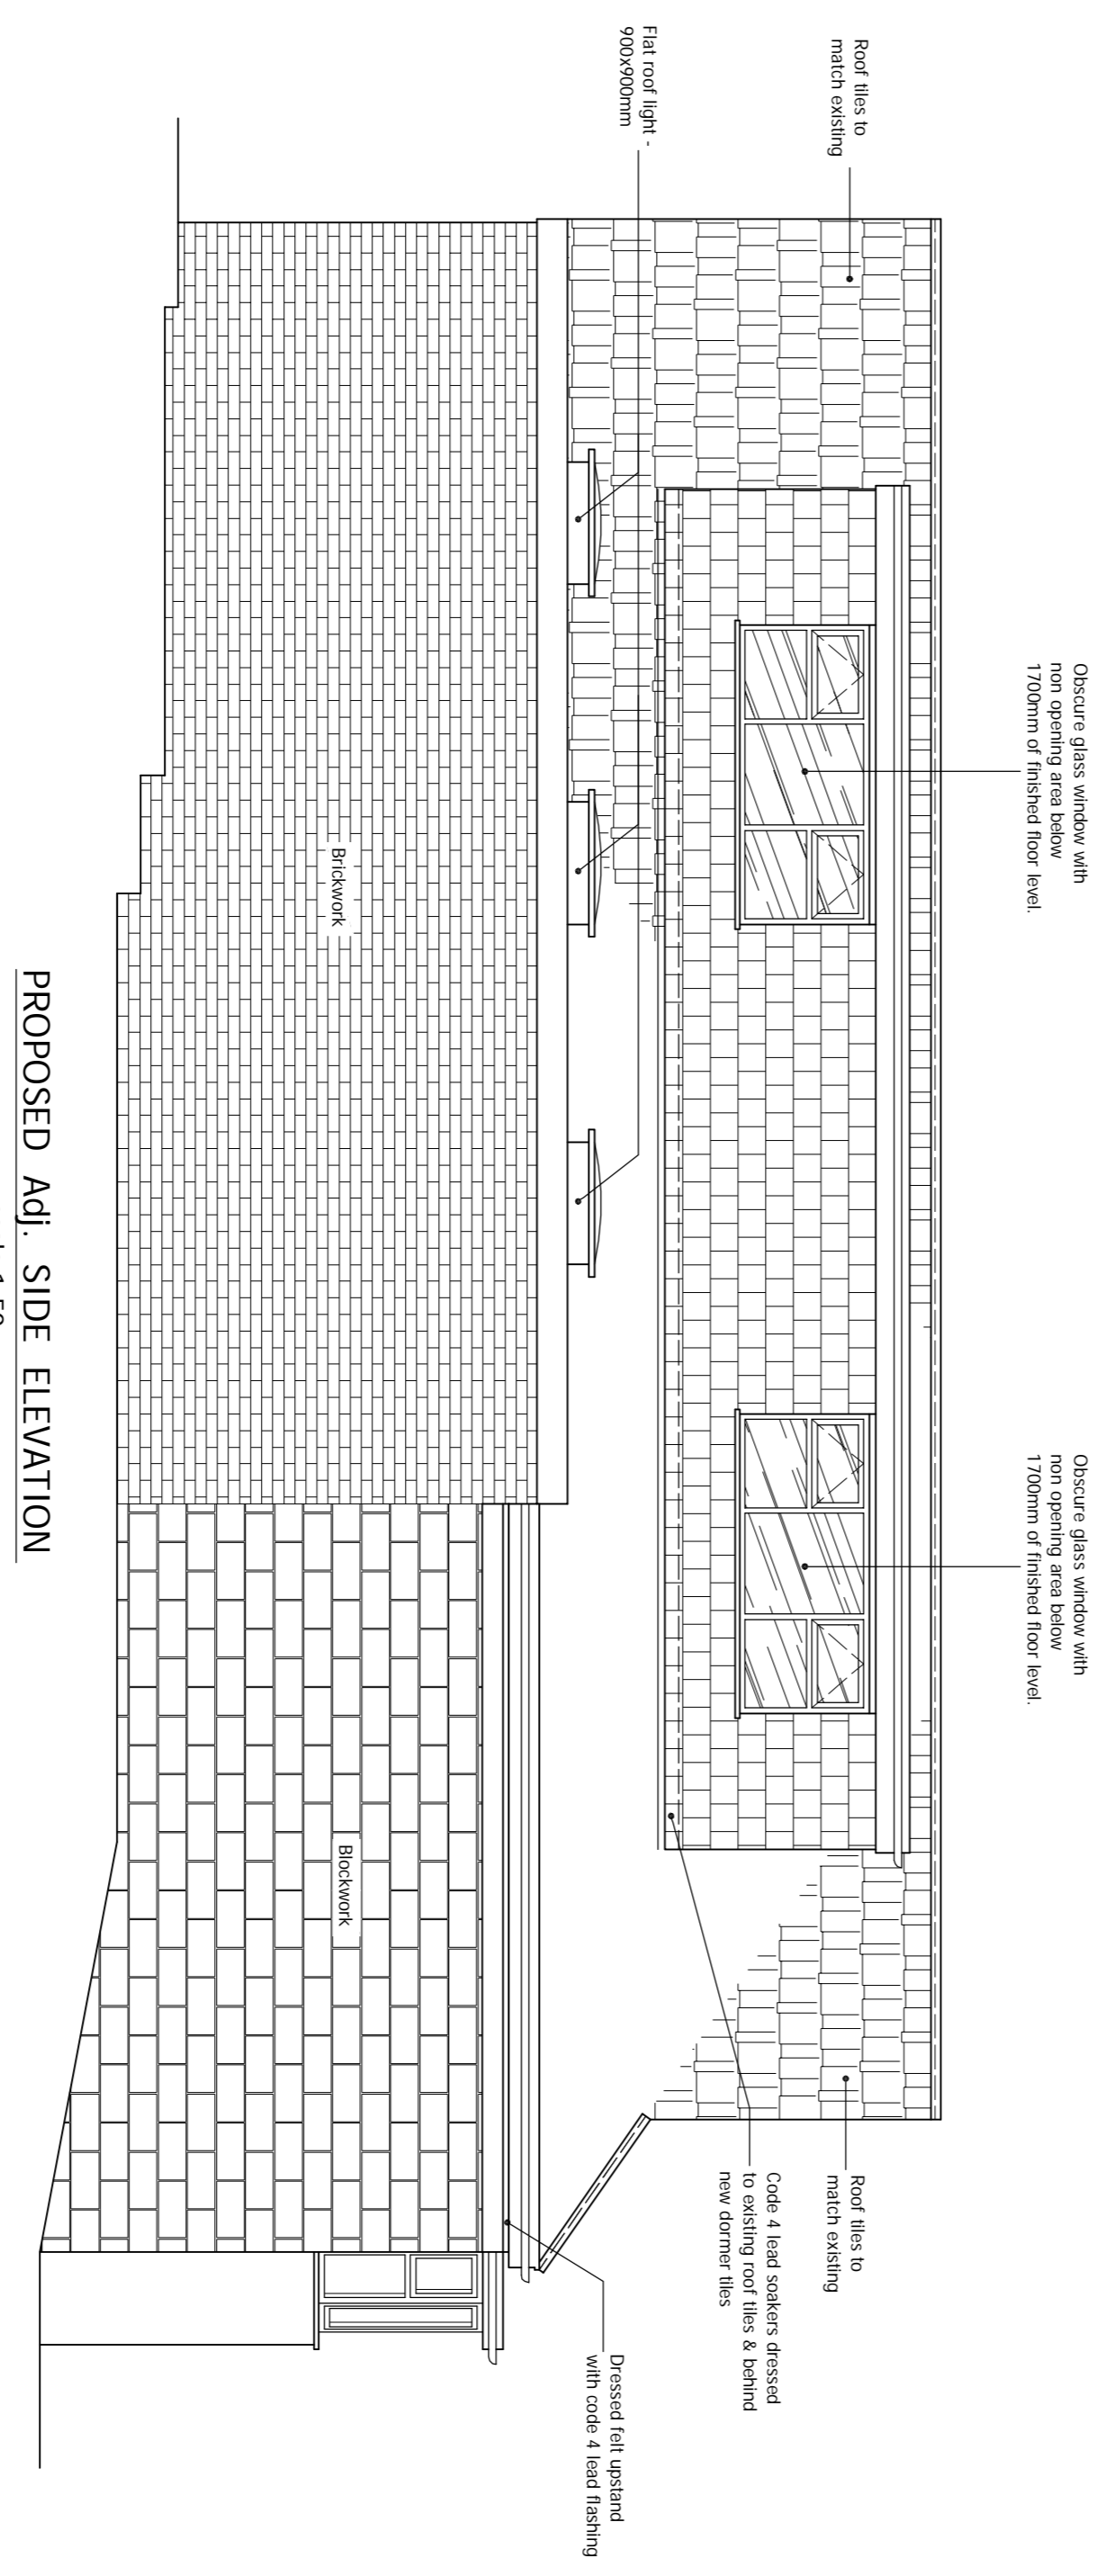 Obscure glass window with
non opening area below
1700mm of finished floor level.
Obscure glass window with
non opening area below
1700mm of finished floor level.
Roof tiles to
match existing
Roof tiles to
match existing
Code 4 lead soakers dressed
to existing roof tiles & behind
new dormer tiles
Flat roof light -
900x900mm
Dressed felt upstand
with code 4 lead flashing
Brickwork
Blockwork
PROPOSED Adj. SIDE ELEVATION